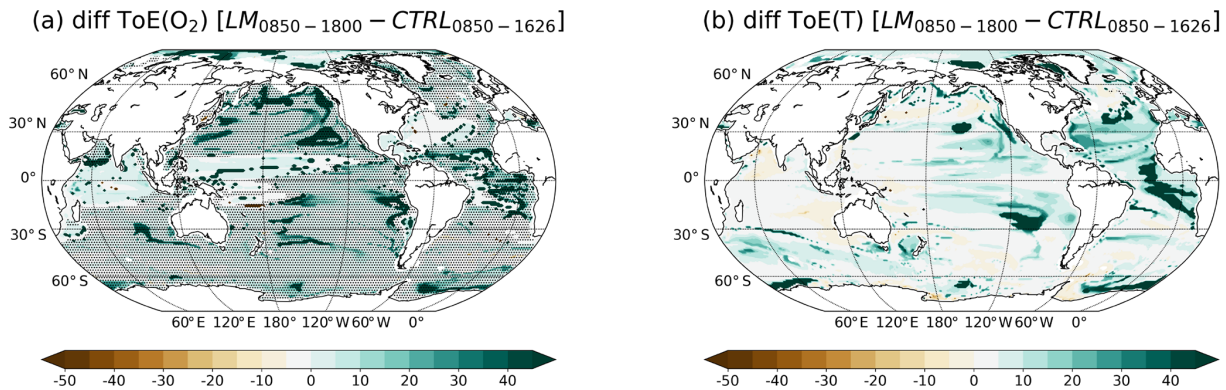 (a) diff ToE(O₂) [LM₀₈₅₀₋₁₈₀₀ − CTRL₀₈₅₀₋₁₆₂₆]
60°N
30°N
0°
30°S
60°S
60°E 120°E 180° 120°W 60°W 0°
-50 -40 -30 -20 -10 0 10 20 30 40
(b) diff ToE(T) [LM₀₈₅₀₋₁₈₀₀ − CTRL₀₈₅₀₋₁₆₂₆]
60°N
30°N
0°
30°S
60°S
60°E 120°E 180° 120°W 60°W 0°
-50 -40 -30 -20 -10 0 10 20 30 40